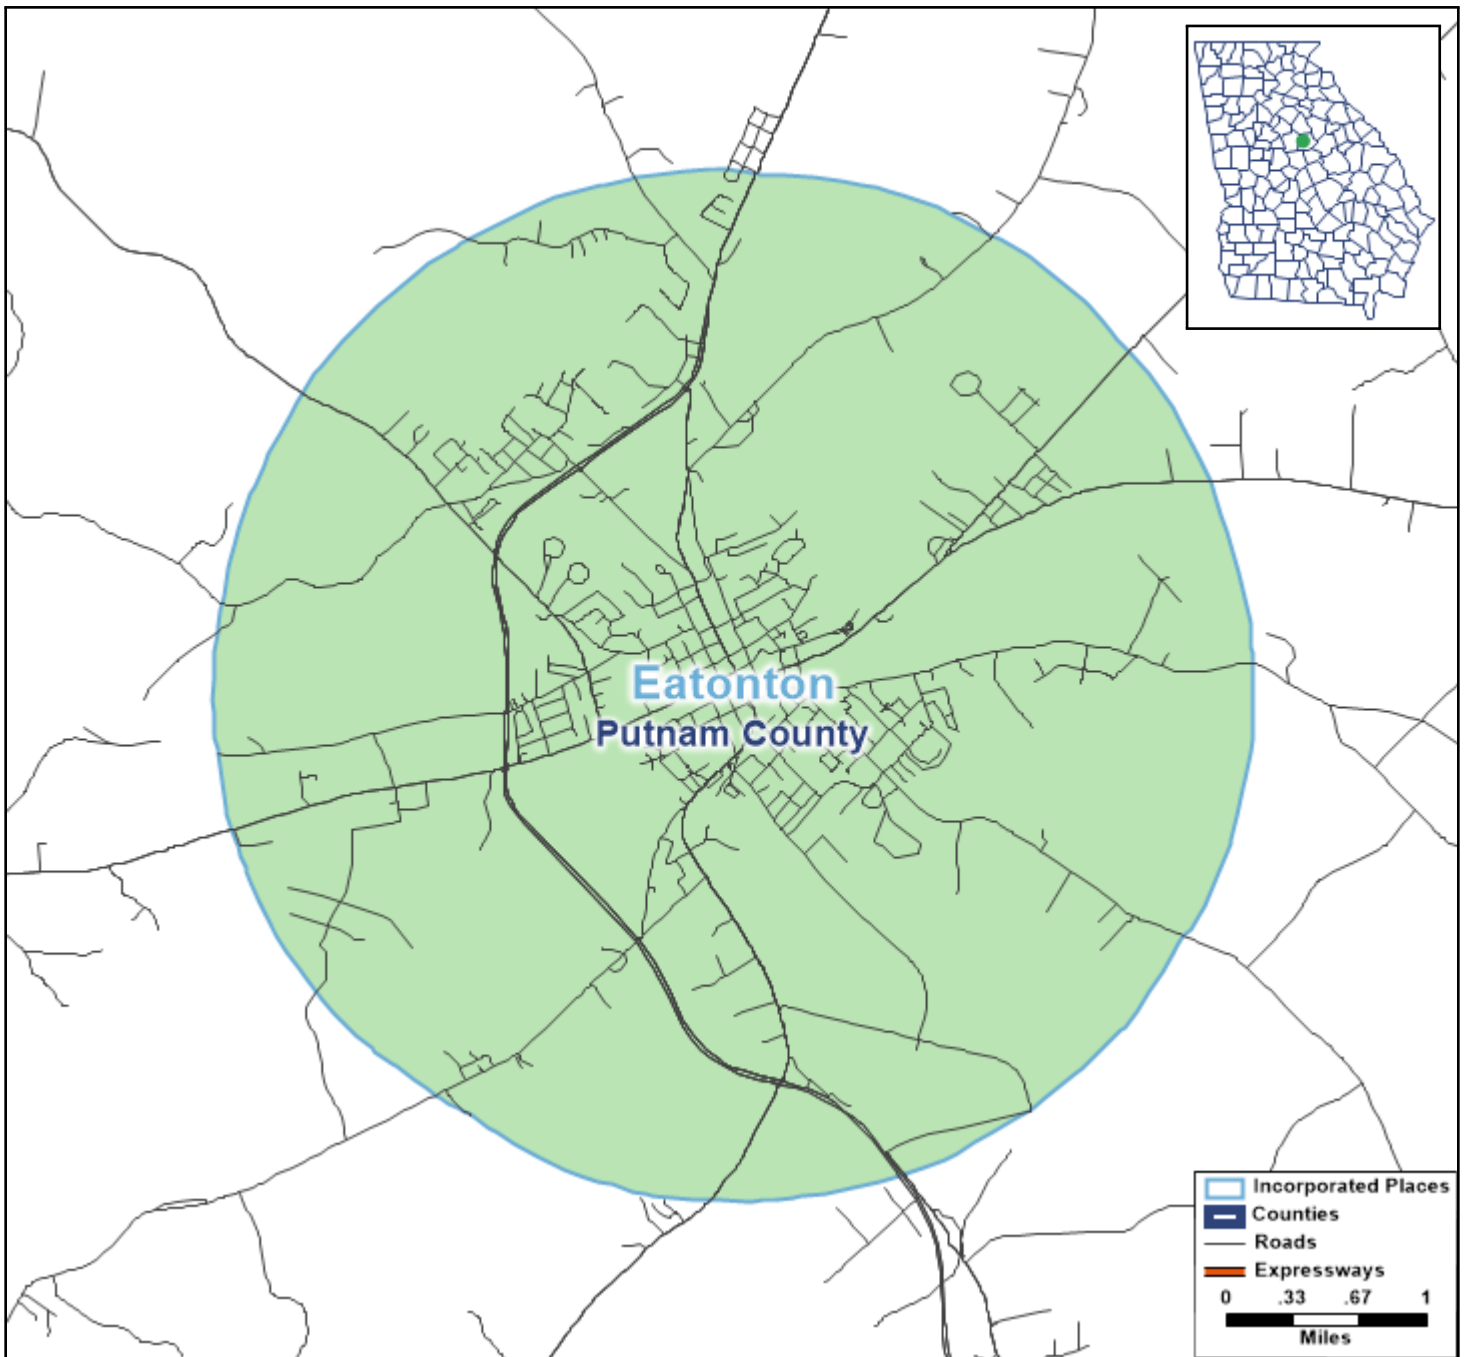 Eatonton
Putnam County
Incorporated Places
Counties
Roads
Expressways
0 .33 .67 1
Miles